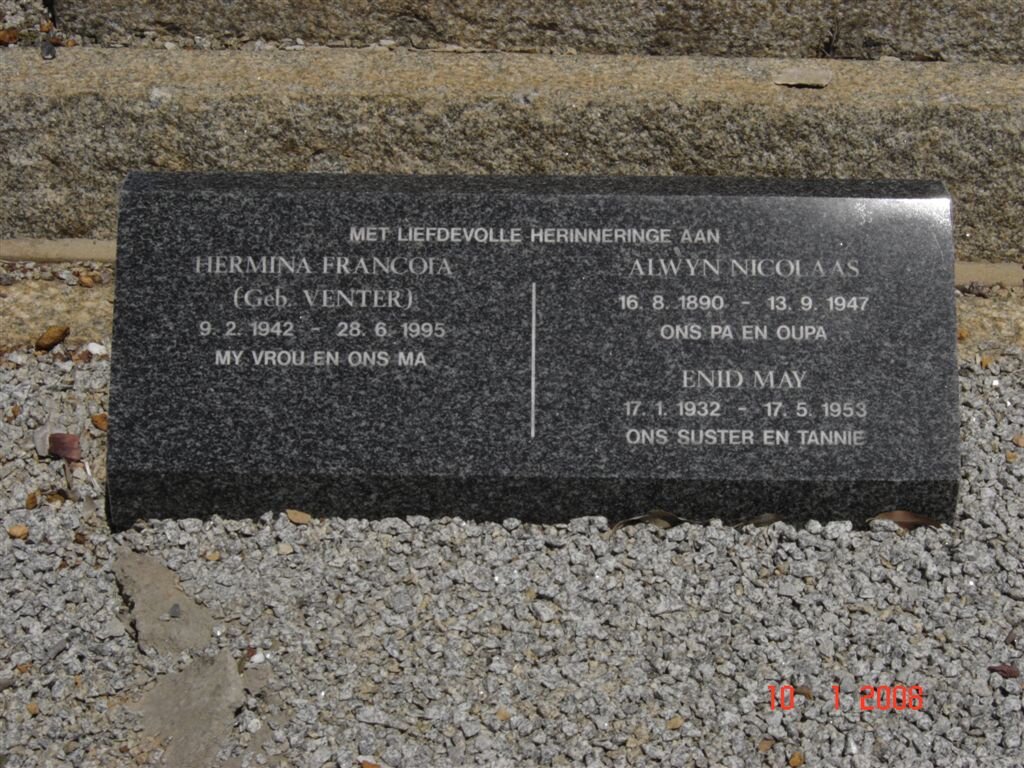 MET LIEFDEVOLLE HERINNERINGE AAN
HERMINA FRANCOIA
(Geb. VENTER)
9. 2. 1942 - 28. 6. 1995
MY VROU EN ONS MA
ALWYN NICOLAAS
16. 8. 1890 - 13. 9. 1947
ONS PA EN OUPA
ENID MAY
17. 1. 1932 - 17. 5. 1953
ONS SUSTER EN TANNIE
10 1 2008